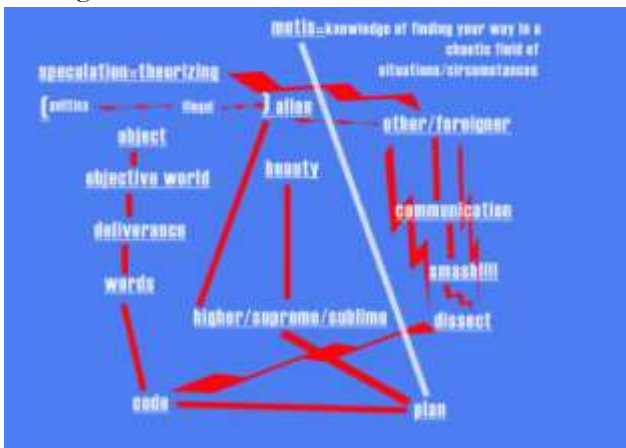 metis=knowledge of finding your way in a
chaotic field of
situations/circumstances
speculation=theorizing
( politics illegal ) alien
other/foreigner
object
beauty
objective world
communication
deliverance
smash!!!!
words
higher/supreme/sublime
dissect
code
plan